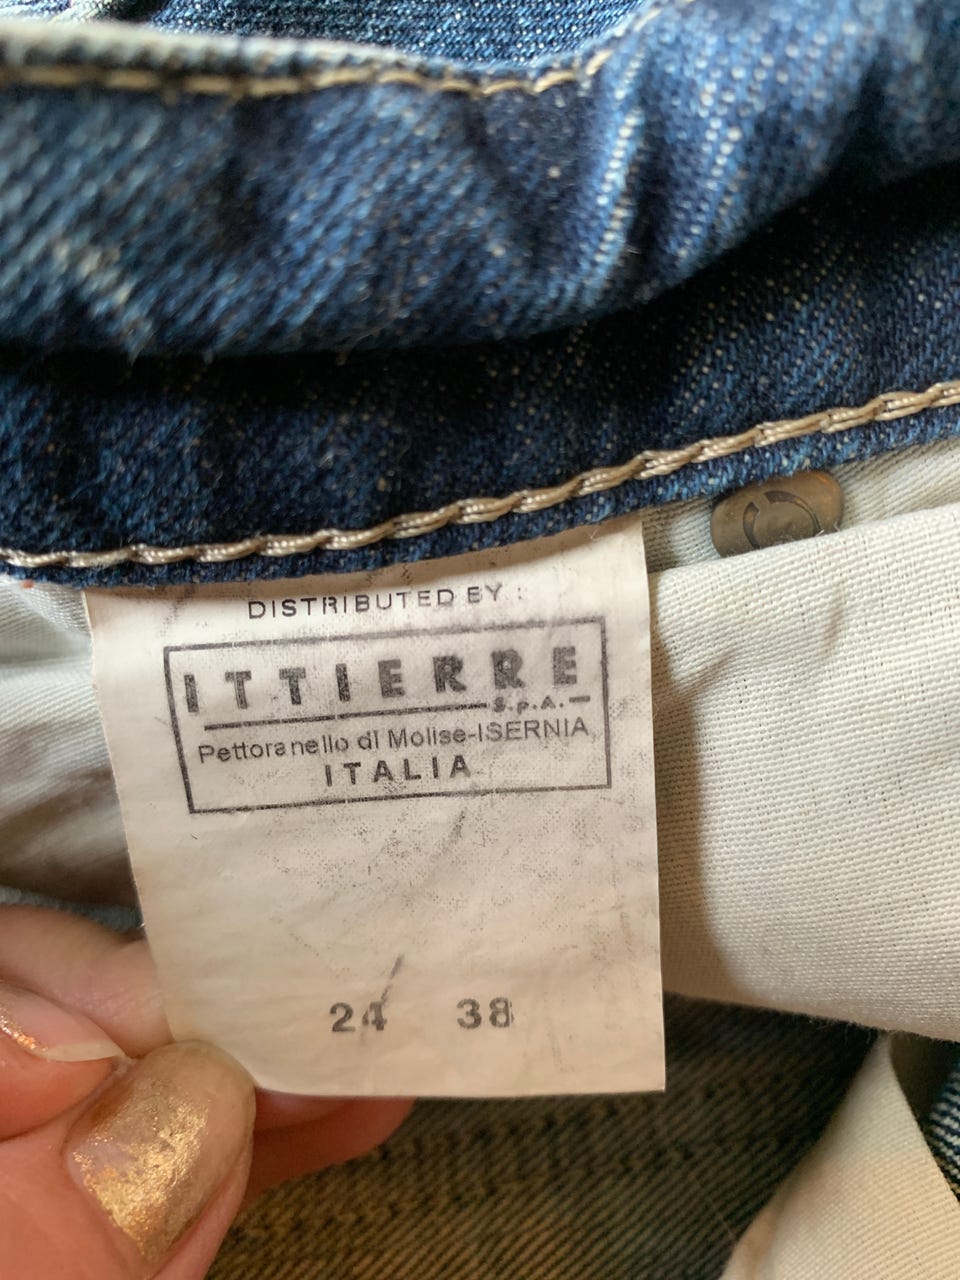 DISTRIBUTED BY :
ITTIERRE
S.p.A.
Pettoranello di Molise-ISERNIA
ITALIA
24 38